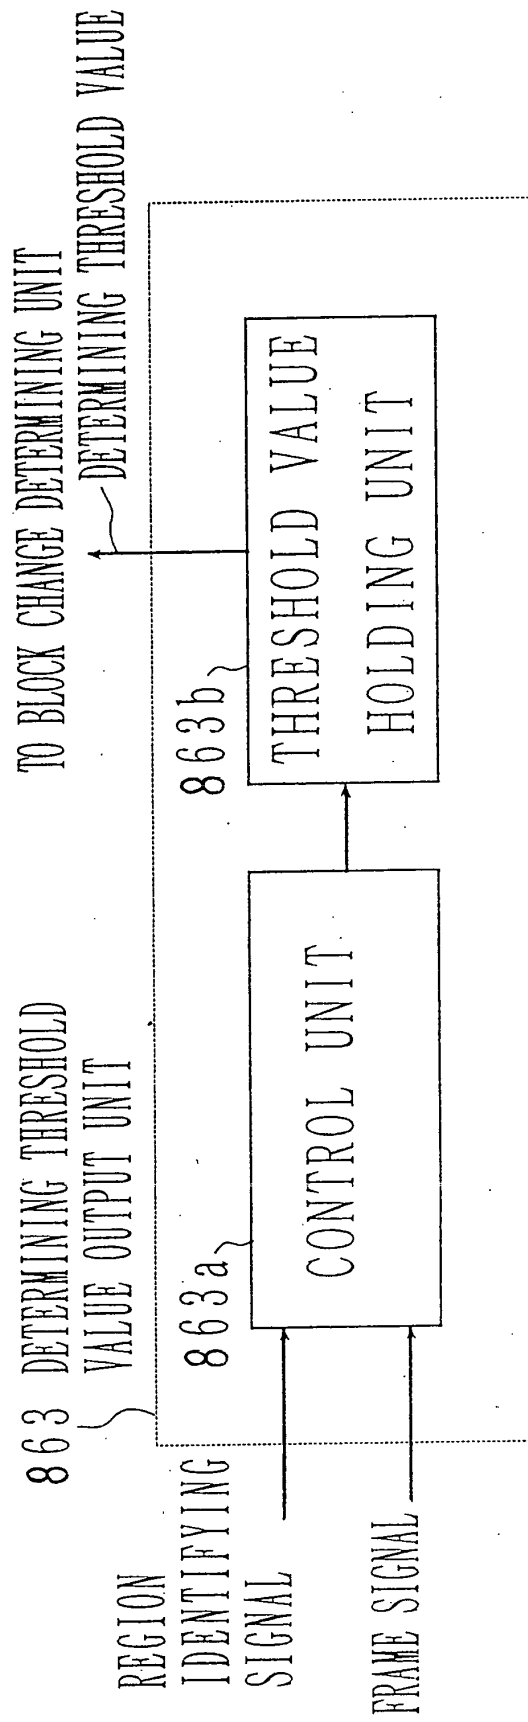 TO BLOCK CHANGE DETERMINING UNIT
DETERMINING THRESHOLD VALUE
863 DETERMINING THRESHOLD
VALUE OUTPUT UNIT
863a
863b
REGION
IDENTIFYING
SIGNAL
CONTROL UNIT
THRESHOLD VALUE
HOLDING UNIT
FRAME SIGNAL